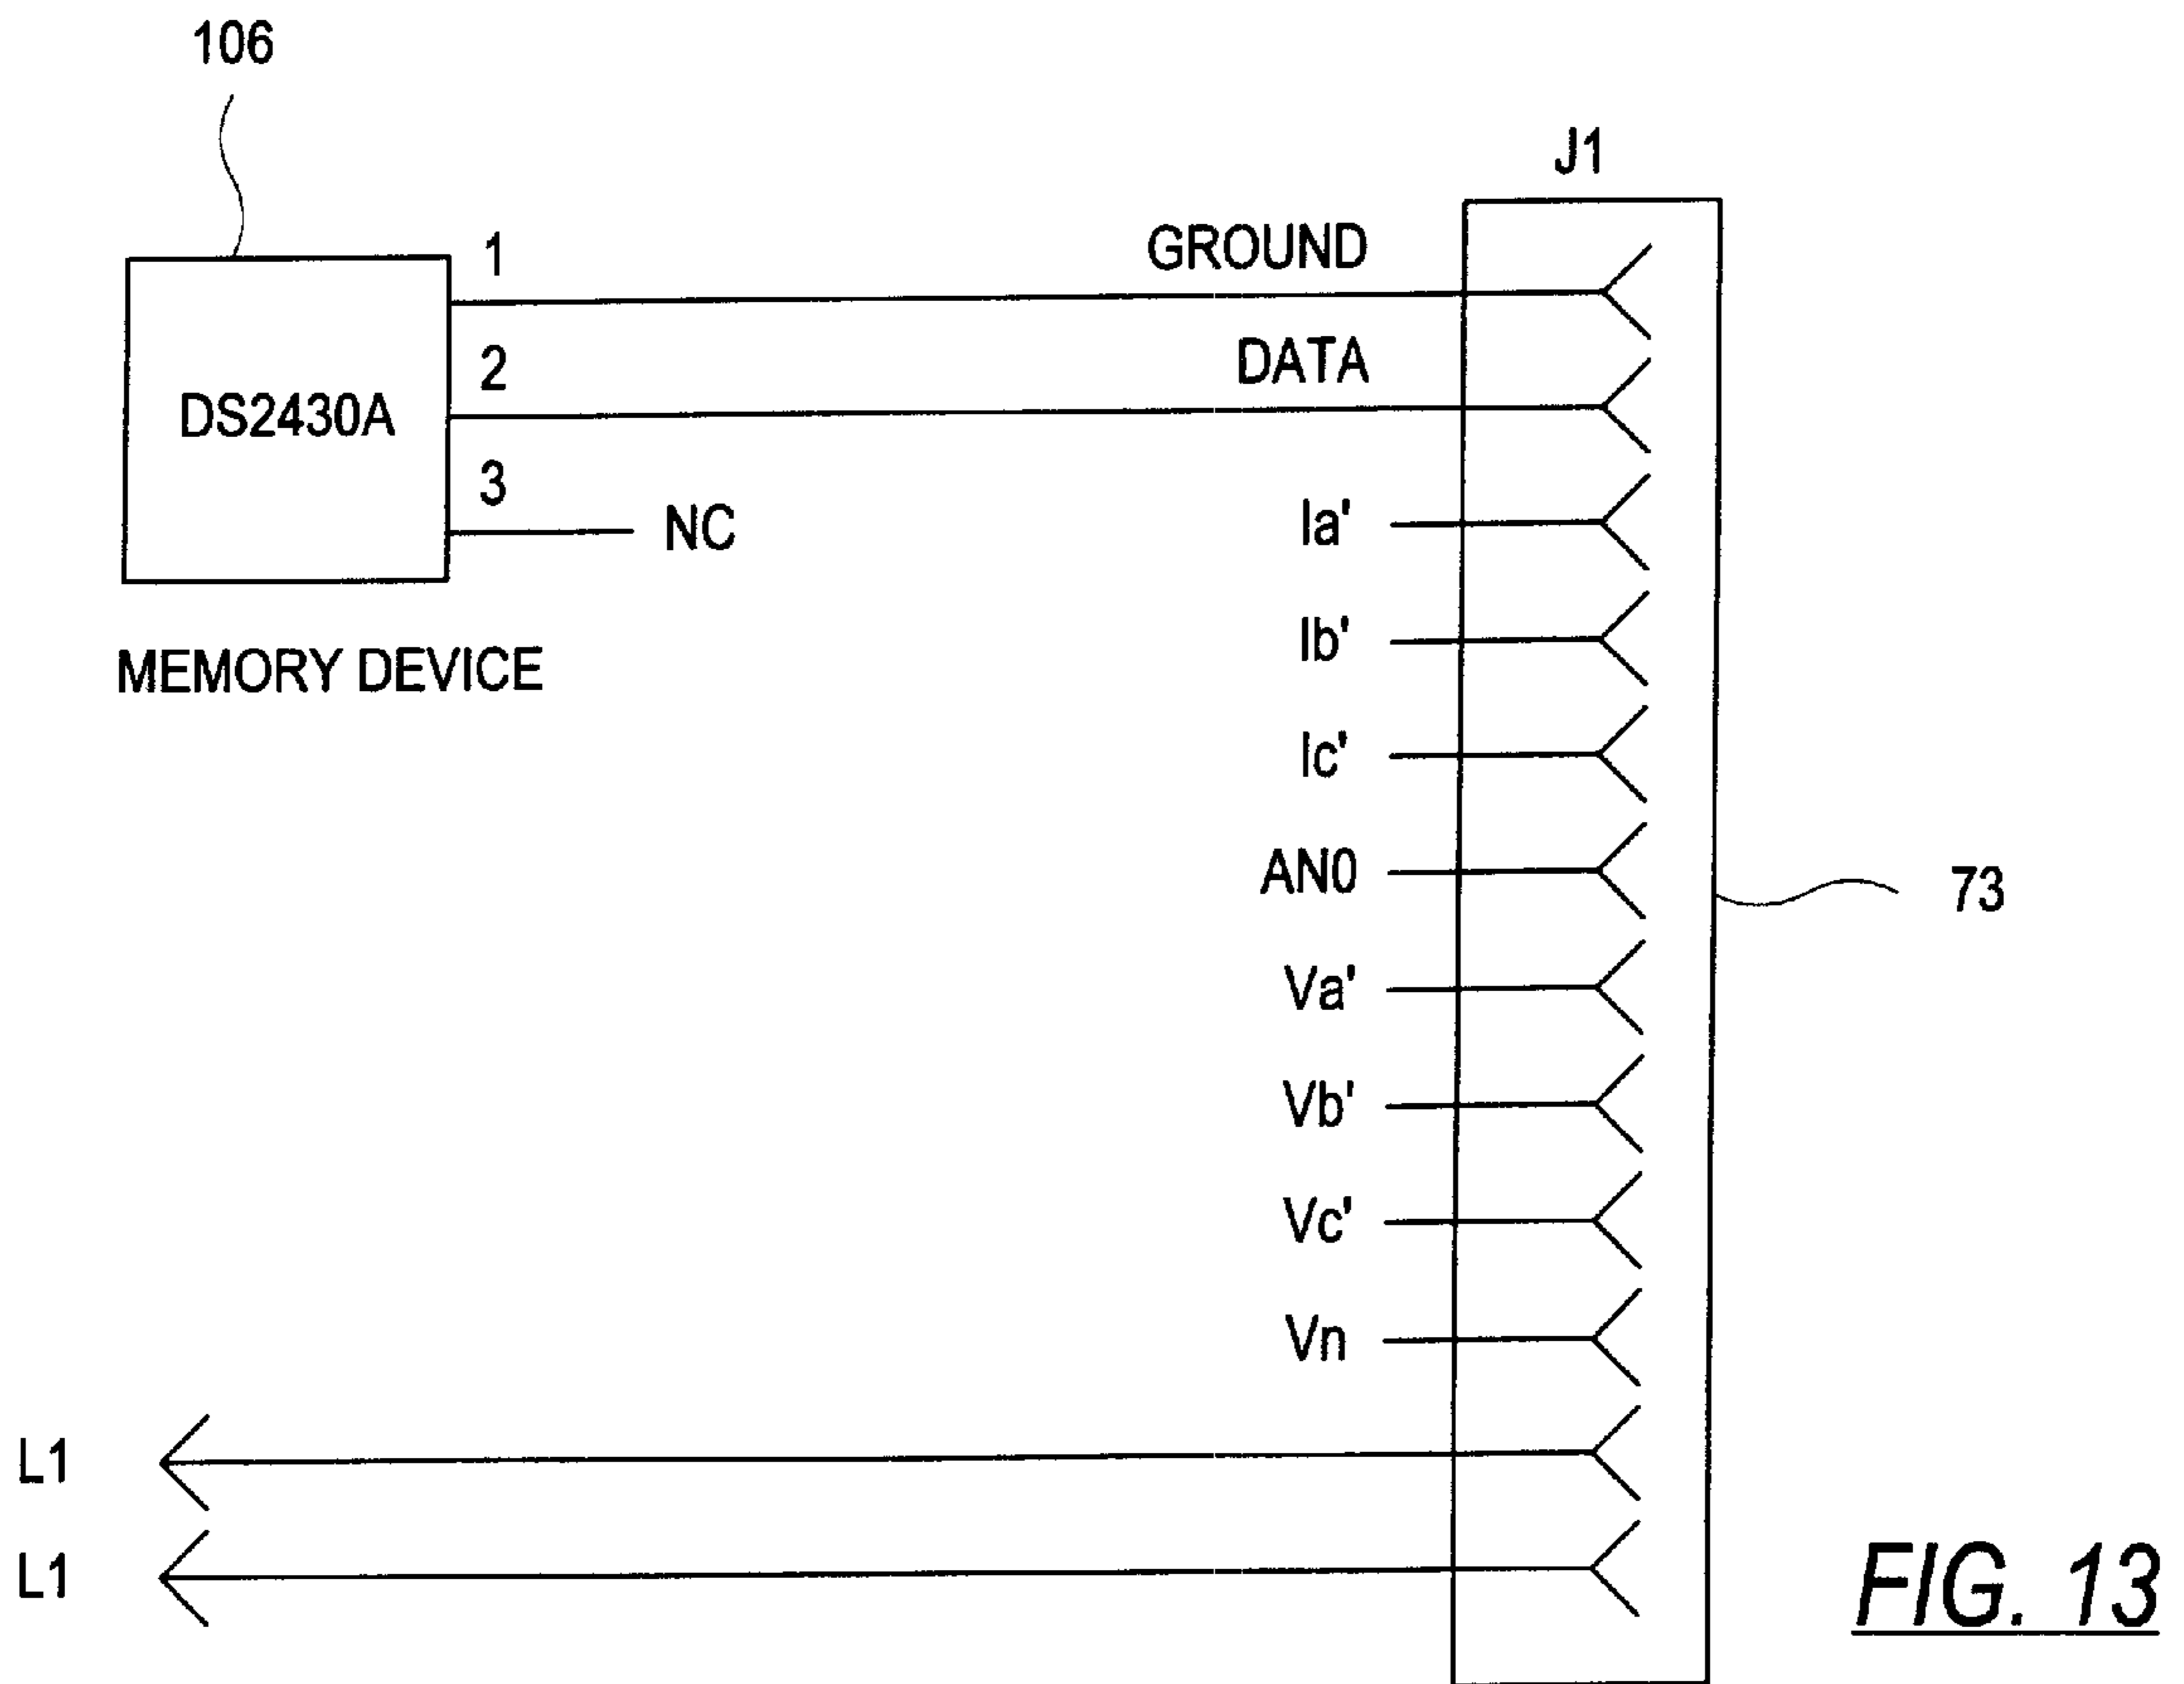 106
J1
1
GROUND
2
DATA
DS2430A
3
NC
Ia'
MEMORY DEVICE
Ib'
Ic'
AN0
73
Va'
Vb'
Vc'
Vn
L1
L1
FIG. 13